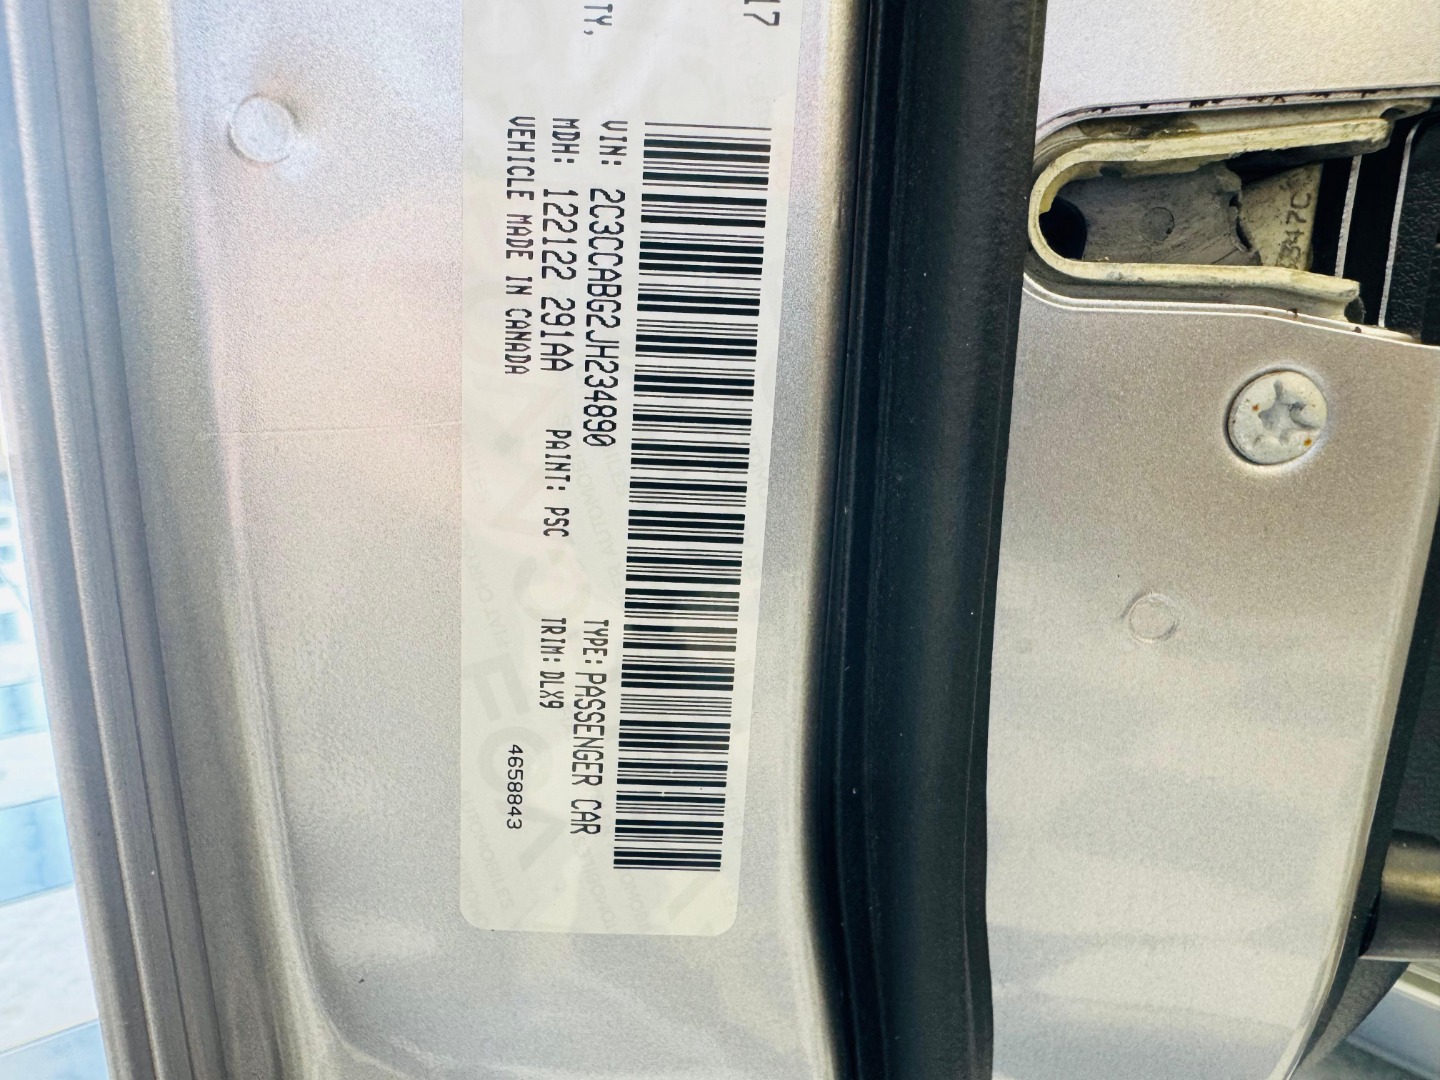 17
TY,
VIN: 2C3CCABG2JH234890
TYPE: PASSENGER CAR
MDH: 122122 291AA PAINT: PSC TRIM: DLX9
VEHICLE MADE IN CANADA
4658843
347C